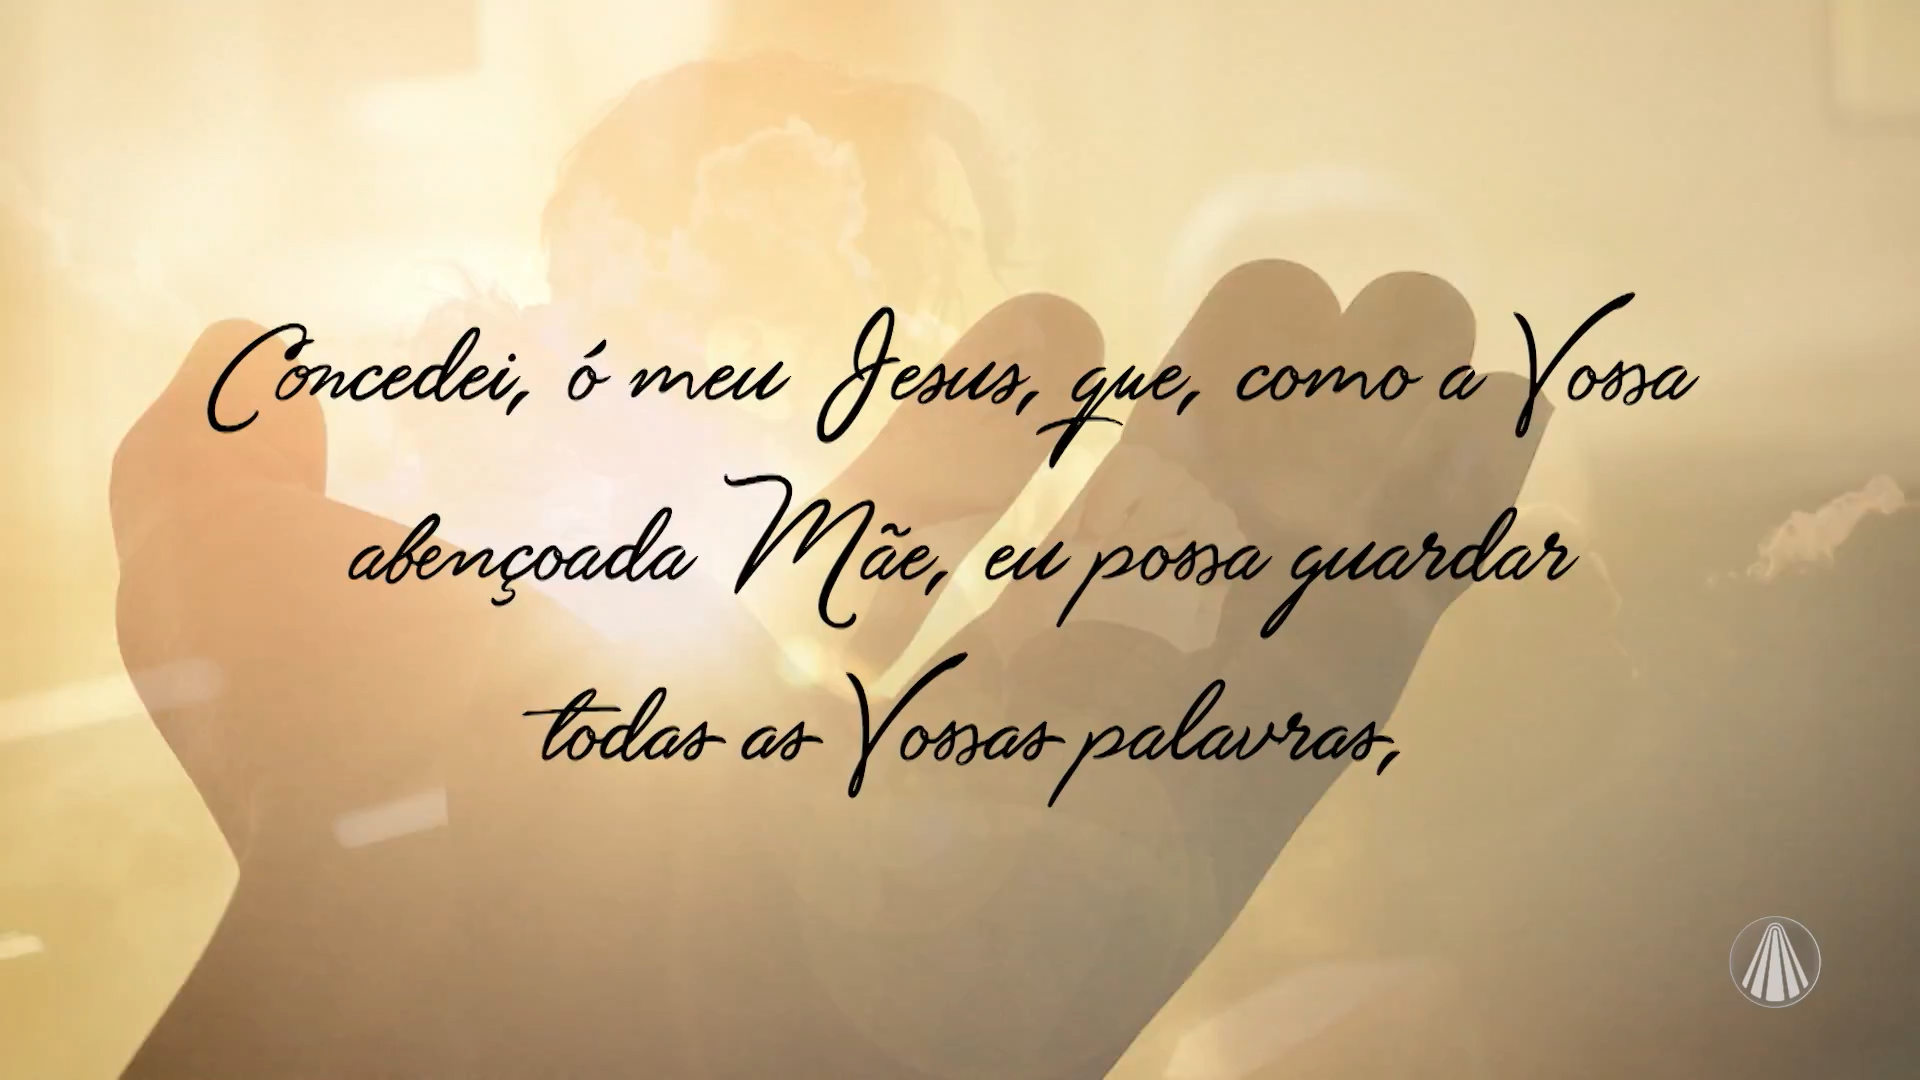 Concedei, ó meu Jesus, que, como a Vossa
abençoada Mãe, eu possa guardar
todas as Vossas palavras,